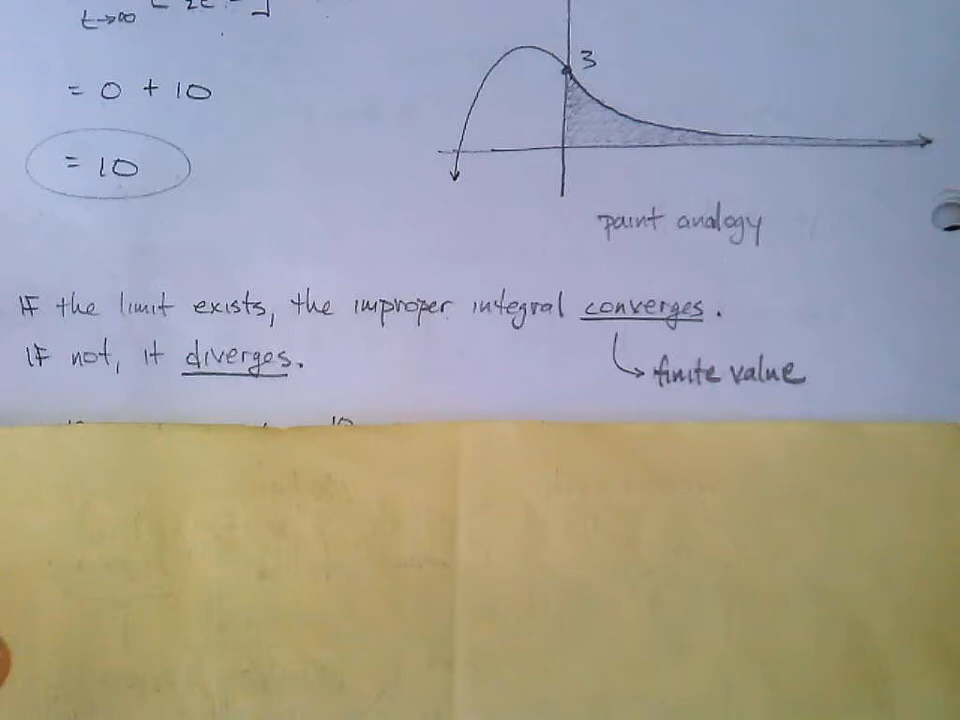 t→∞
= 0 + 10
= 10
3
paint analogy
IF the limit exists, the improper integral converges.
IF not, it diverges.
finite value